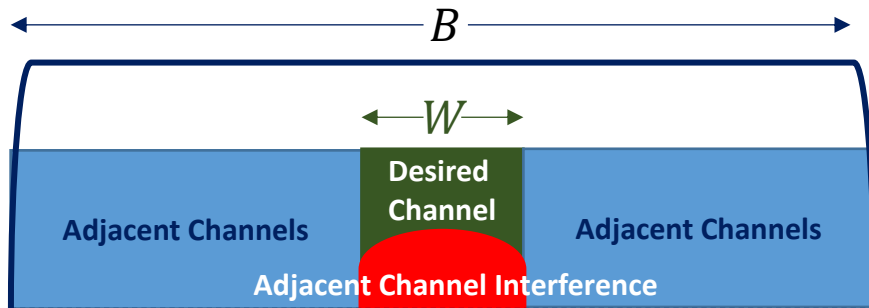 B
W
Desired
Channel
Adjacent Channels
Adjacent Channels
Adjacent Channel Interference